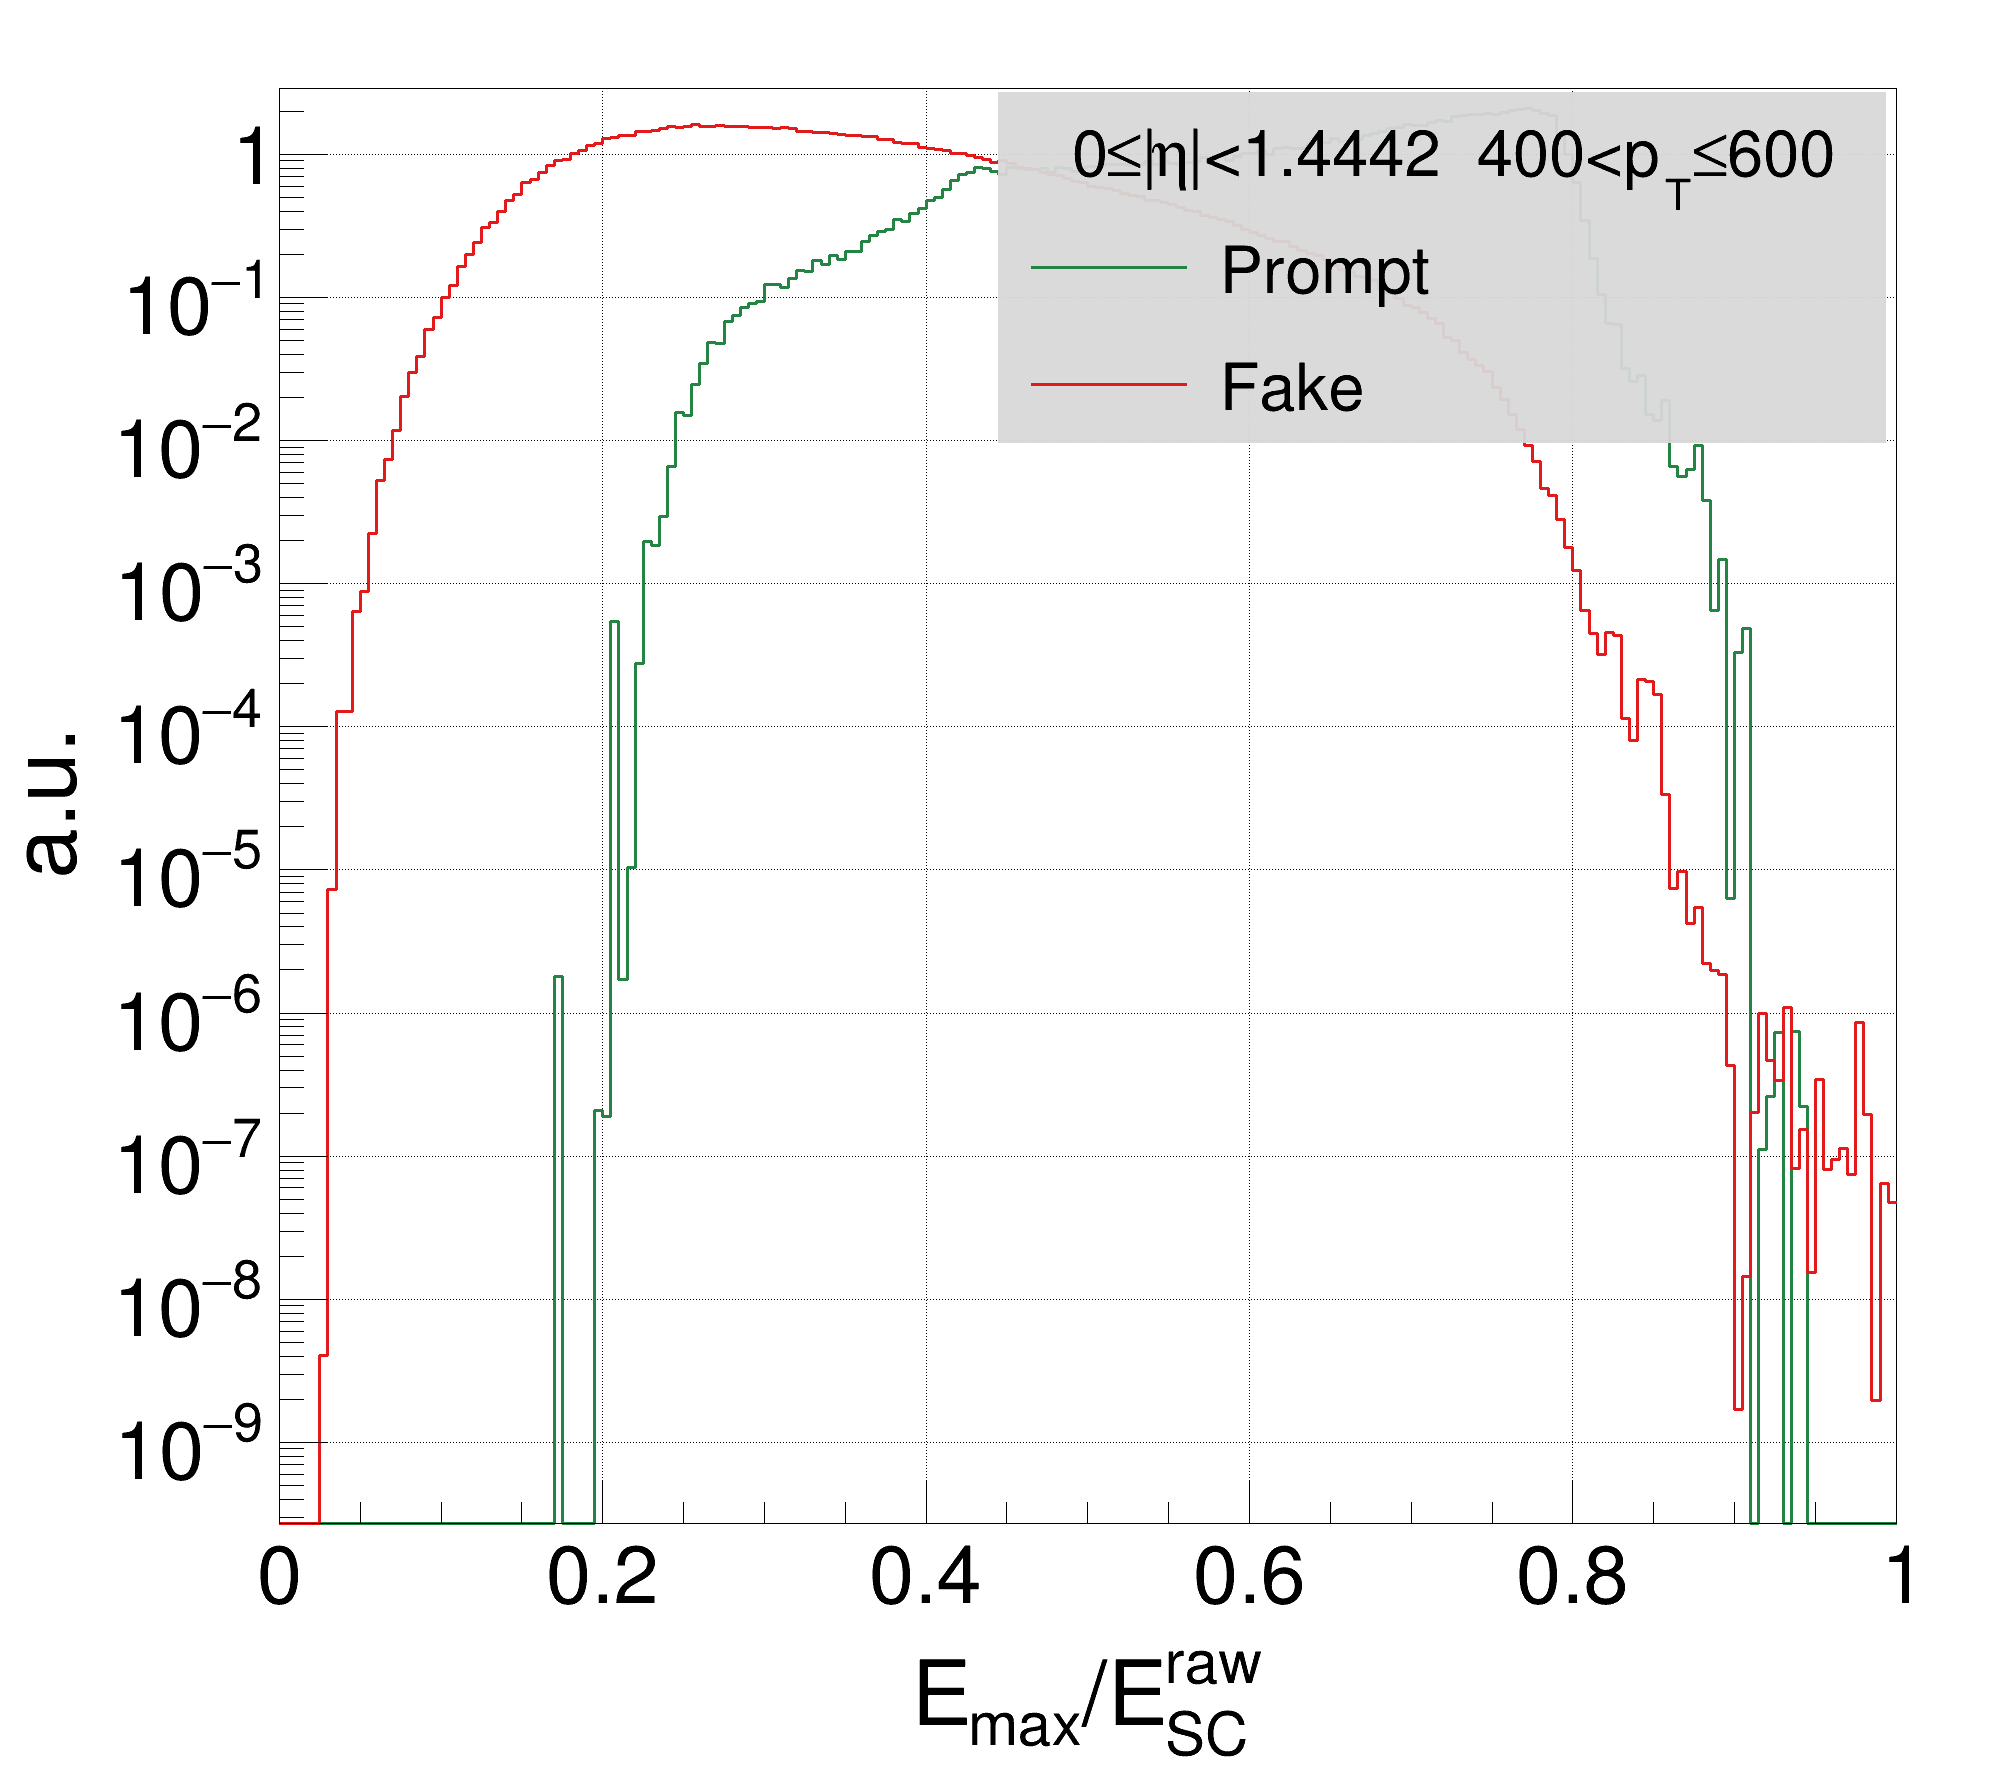 0≤|η|<1.4442 400<p_T≤600
Prompt
Fake
1
10⁻¹
10⁻²
10⁻³
10⁻⁴
10⁻⁵
10⁻⁶
10⁻⁷
10⁻⁸
10⁻⁹
a.u.
0 0.2 0.4 0.6 0.8 1
E_max/E_SC^raw